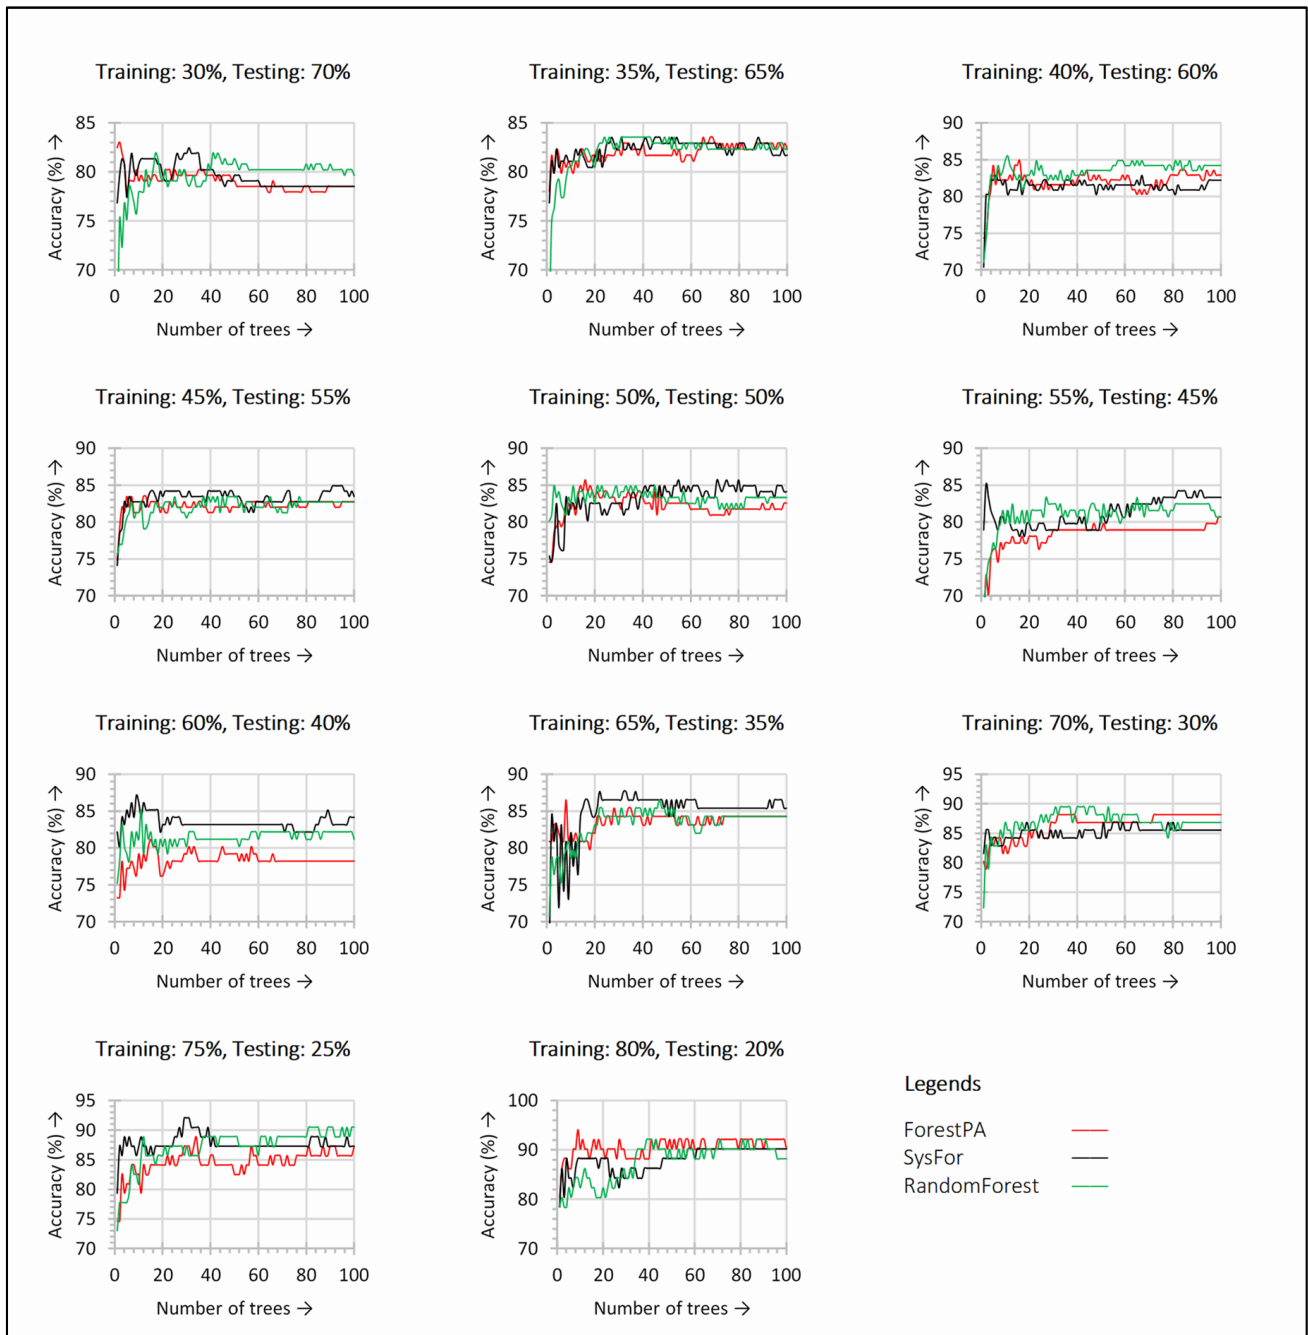 Training: 30%, Testing: 70%
Accuracy (%) →
85
80
75
70
0 20 40 60 80 100
Number of trees →
Training: 35%, Testing: 65%
Accuracy (%) →
85
80
75
70
0 20 40 60 80 100
Number of trees →
Training: 40%, Testing: 60%
Accuracy (%) →
90
85
80
75
70
0 20 40 60 80 100
Number of trees →
Training: 45%, Testing: 55%
Accuracy (%) →
90
85
80
75
70
0 20 40 60 80 100
Number of trees →
Training: 50%, Testing: 50%
Accuracy (%) →
90
85
80
75
70
0 20 40 60 80 100
Number of trees →
Training: 55%, Testing: 45%
Accuracy (%) →
90
85
80
75
70
0 20 40 60 80 100
Number of trees →
Training: 60%, Testing: 40%
Accuracy (%) →
90
85
80
75
70
0 20 40 60 80 100
Number of trees →
Training: 65%, Testing: 35%
Accuracy (%) →
90
85
80
75
70
0 20 40 60 80 100
Number of trees →
Training: 70%, Testing: 30%
Accuracy (%) →
95
90
85
80
75
70
0 20 40 60 80 100
Number of trees →
Training: 75%, Testing: 25%
Accuracy (%) →
95
90
85
80
75
70
0 20 40 60 80 100
Number of trees →
Training: 80%, Testing: 20%
Accuracy (%) →
100
90
80
70
0 20 40 60 80 100
Number of trees →
Legends
ForestPA
SysFor
RandomForest